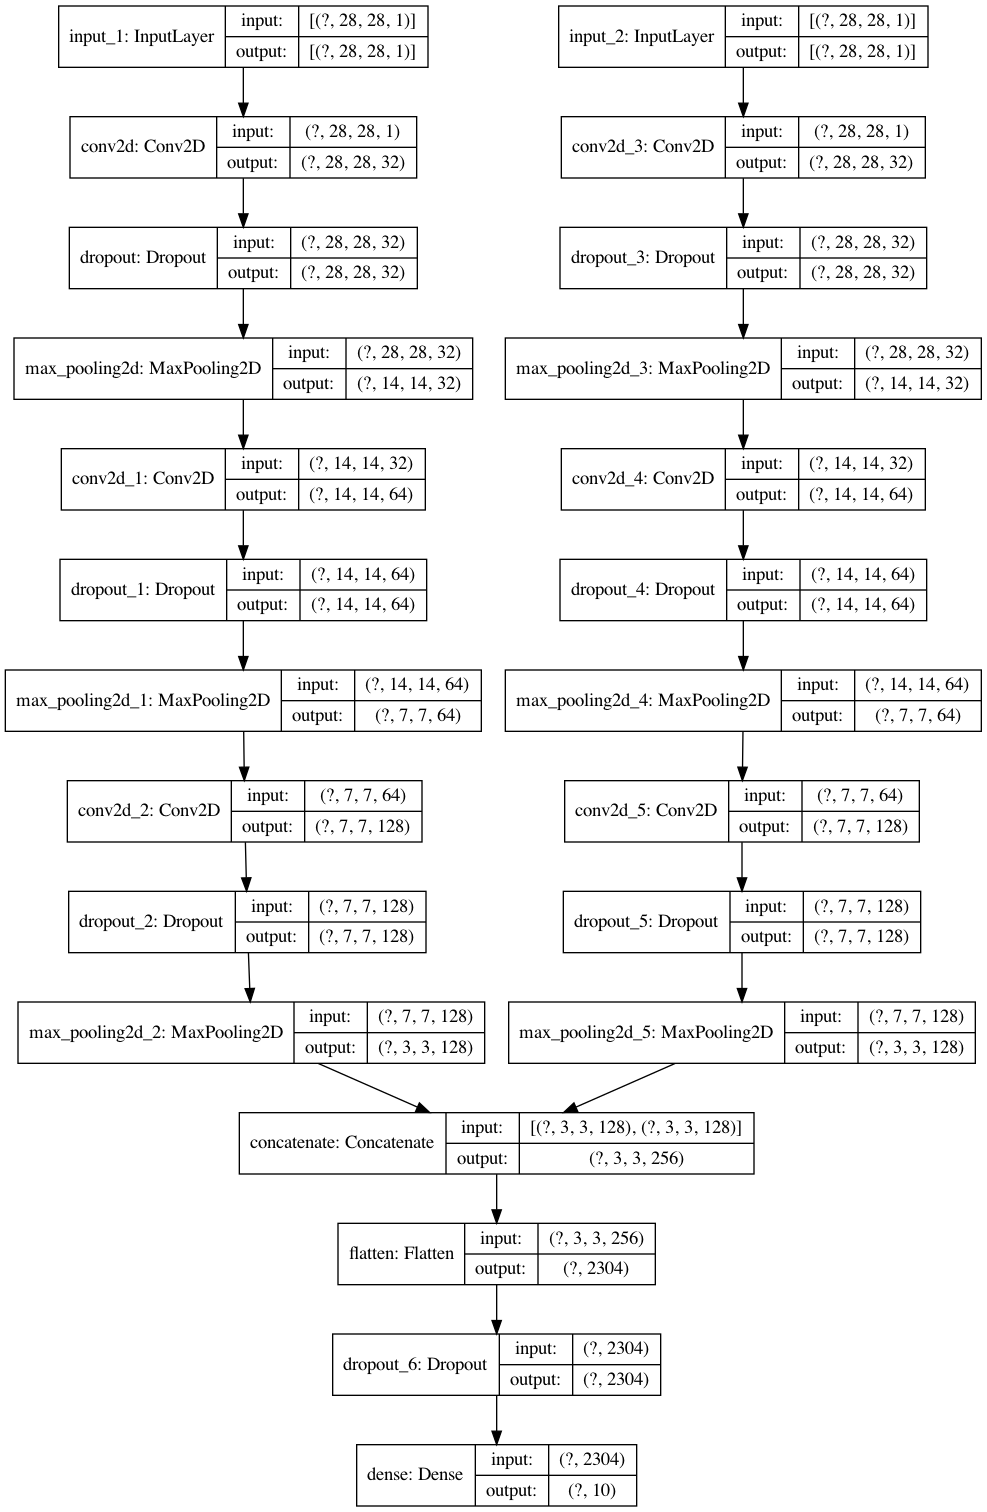 input_1: InputLayer input: [(?, 28, 28, 1)]
output: [(?, 28, 28, 1)]
input_2: InputLayer input: [(?, 28, 28, 1)]
output: [(?, 28, 28, 1)]
conv2d: Conv2D input: (?, 28, 28, 1)
output: (?, 28, 28, 32)
conv2d_3: Conv2D input: (?, 28, 28, 1)
output: (?, 28, 28, 32)
dropout: Dropout input: (?, 28, 28, 32)
output: (?, 28, 28, 32)
dropout_3: Dropout input: (?, 28, 28, 32)
output: (?, 28, 28, 32)
max_pooling2d: MaxPooling2D input: (?, 28, 28, 32)
output: (?, 14, 14, 32)
max_pooling2d_3: MaxPooling2D input: (?, 28, 28, 32)
output: (?, 14, 14, 32)
conv2d_1: Conv2D input: (?, 14, 14, 32)
output: (?, 14, 14, 64)
conv2d_4: Conv2D input: (?, 14, 14, 32)
output: (?, 14, 14, 64)
dropout_1: Dropout input: (?, 14, 14, 64)
output: (?, 14, 14, 64)
dropout_4: Dropout input: (?, 14, 14, 64)
output: (?, 14, 14, 64)
max_pooling2d_1: MaxPooling2D input: (?, 14, 14, 64)
output: (?, 7, 7, 64)
max_pooling2d_4: MaxPooling2D input: (?, 14, 14, 64)
output: (?, 7, 7, 64)
conv2d_2: Conv2D input: (?, 7, 7, 64)
output: (?, 7, 7, 128)
conv2d_5: Conv2D input: (?, 7, 7, 64)
output: (?, 7, 7, 128)
dropout_2: Dropout input: (?, 7, 7, 128)
output: (?, 7, 7, 128)
dropout_5: Dropout input: (?, 7, 7, 128)
output: (?, 7, 7, 128)
max_pooling2d_2: MaxPooling2D input: (?, 7, 7, 128)
output: (?, 3, 3, 128)
max_pooling2d_5: MaxPooling2D input: (?, 7, 7, 128)
output: (?, 3, 3, 128)
concatenate: Concatenate input: [(?, 3, 3, 128), (?, 3, 3, 128)]
output: (?, 3, 3, 256)
flatten: Flatten input: (?, 3, 3, 256)
output: (?, 2304)
dropout_6: Dropout input: (?, 2304)
output: (?, 2304)
dense: Dense input: (?, 2304)
output: (?, 10)